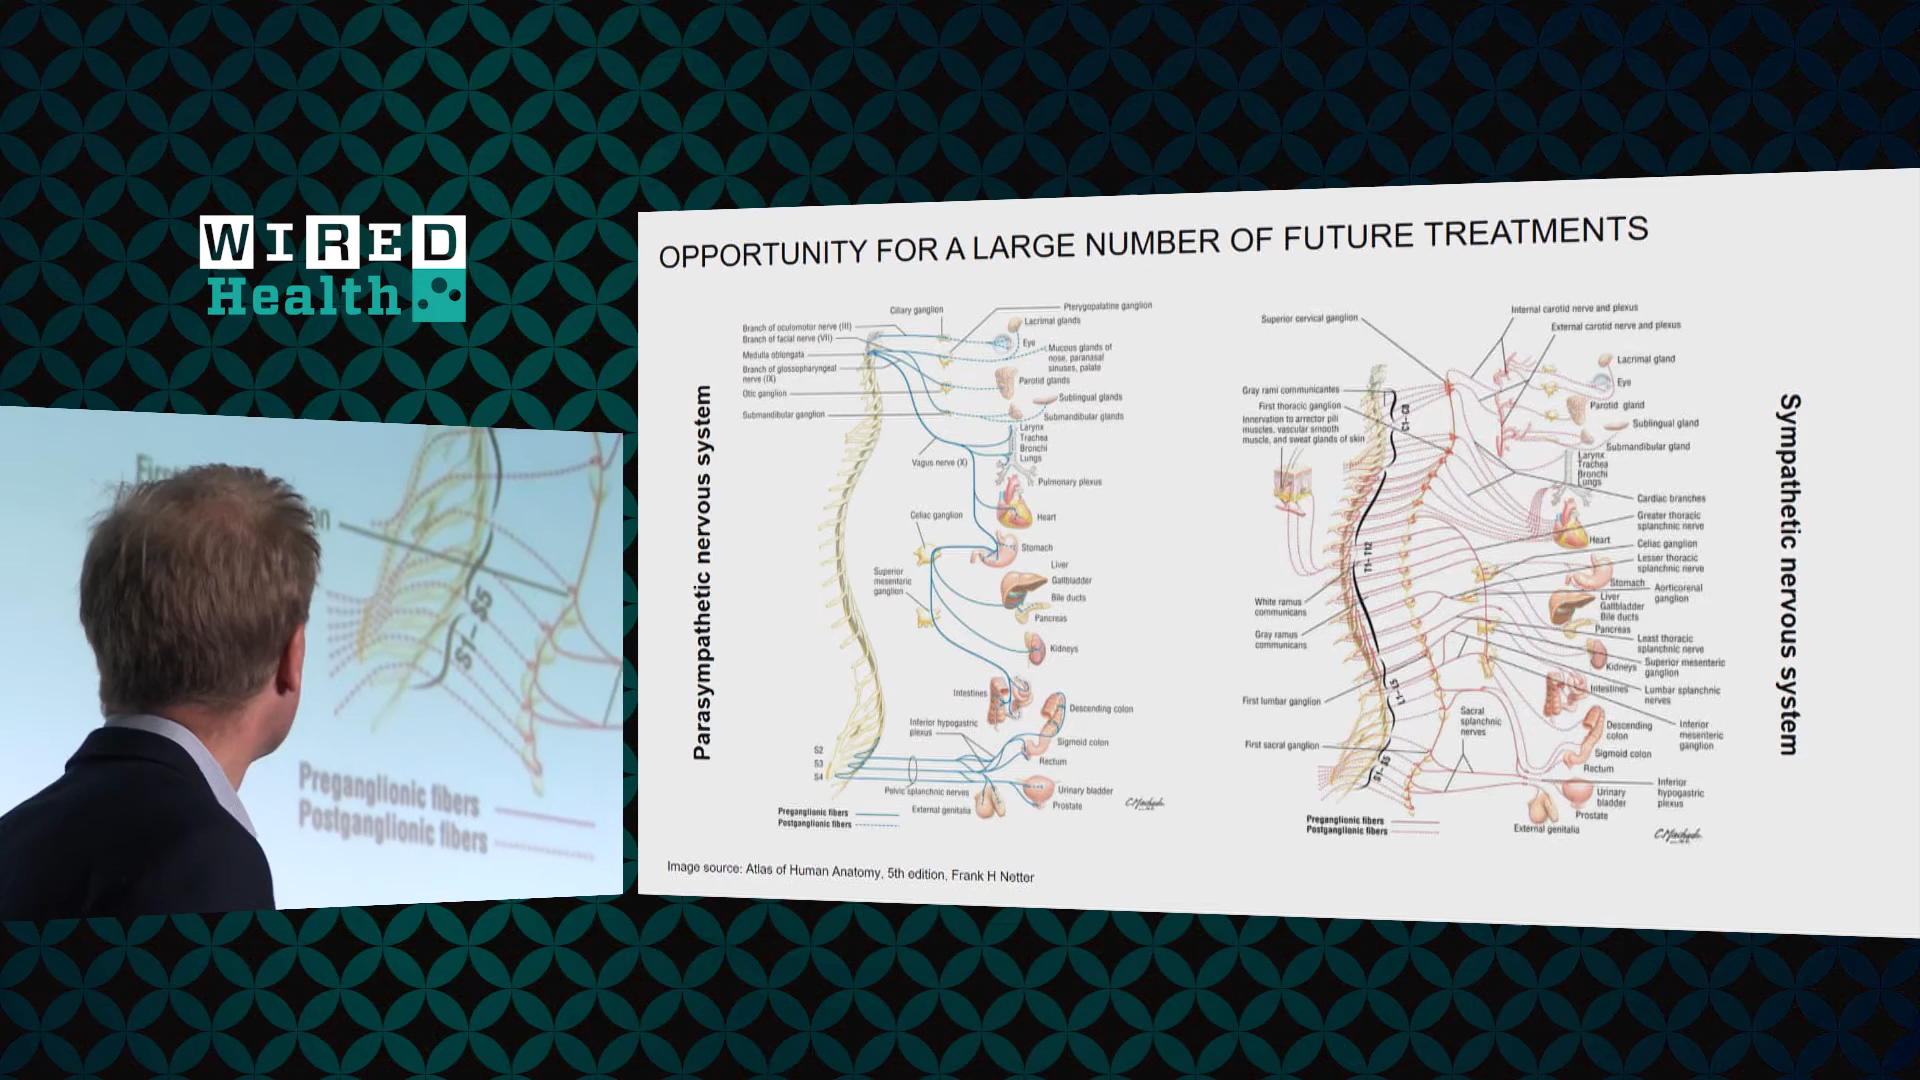 WIRED
Health
OPPORTUNITY FOR A LARGE NUMBER OF FUTURE TREATMENTS
Parasympathetic nervous system
Ciliary ganglion
Pterygopalatine ganglion
Branch of oculomotor nerve (III)
Branch of facial nerve (VII)
Medulla oblongata
Branch of glossopharyngeal
nerve (IX)
Otic ganglion
Submandibular ganglion
Lacrimal glands
Eye
Mucous glands of
nose, paranasal
sinuses, palate
Parotid glands
Sublingual glands
Submandibular glands
Larynx
Trachea
Bronchi
Lungs
Vagus nerve (X)
Pulmonary plexus
Celiac ganglion
Heart
Stomach
Superior
mesenteric
ganglion
Liver
Gallbladder
Bile ducts
Pancreas
Kidneys
Intestines
Descending colon
Inferior hypogastric
plexus
Sigmoid colon
S2
S3
S4
Rectum
Pelvic splanchnic nerves
Urinary bladder
External genitalia
Prostate
Preganglionic fibers
Postganglionic fibers
C.Machado
Superior cervical ganglion
Internal carotid nerve and plexus
External carotid nerve and plexus
Lacrimal gland
Eye
Gray rami communicantes
First thoracic ganglion
Innervation to arrector pili
muscles, vascular smooth
muscle, and sweat glands of skin
C1- C8
Parotid gland
Sublingual gland
Submandibular gland
Larynx
Trachea
Bronchi
Lungs
Cardiac branches
Greater thoracic
splanchnic nerve
Heart
Celiac ganglion
Lesser thoracic
splanchnic nerve
T1- T12
Stomach
Aorticorenal
ganglion
Liver
Gallbladder
Bile ducts
Pancreas
White ramus
communicans
Gray ramus
communicans
Least thoracic
splanchnic nerve
Kidneys
Superior mesenteric
ganglion
Intestines
Lumbar splanchnic
nerves
First lumbar ganglion
L1- L5
Sacral
splanchnic
nerves
Descending
colon
Inferior
mesenteric
ganglion
First sacral ganglion
Sigmoid colon
Rectum
S1- S5
Urinary
bladder
Inferior
hypogastric
plexus
Prostate
External genitalia
Preganglionic fibers
Postganglionic fibers
C.Machado
Sympathetic nervous system
Image source: Atlas of Human Anatomy, 5th edition, Frank H Netter
S1- S5
Preganglionic fibers
Postganglionic fibers